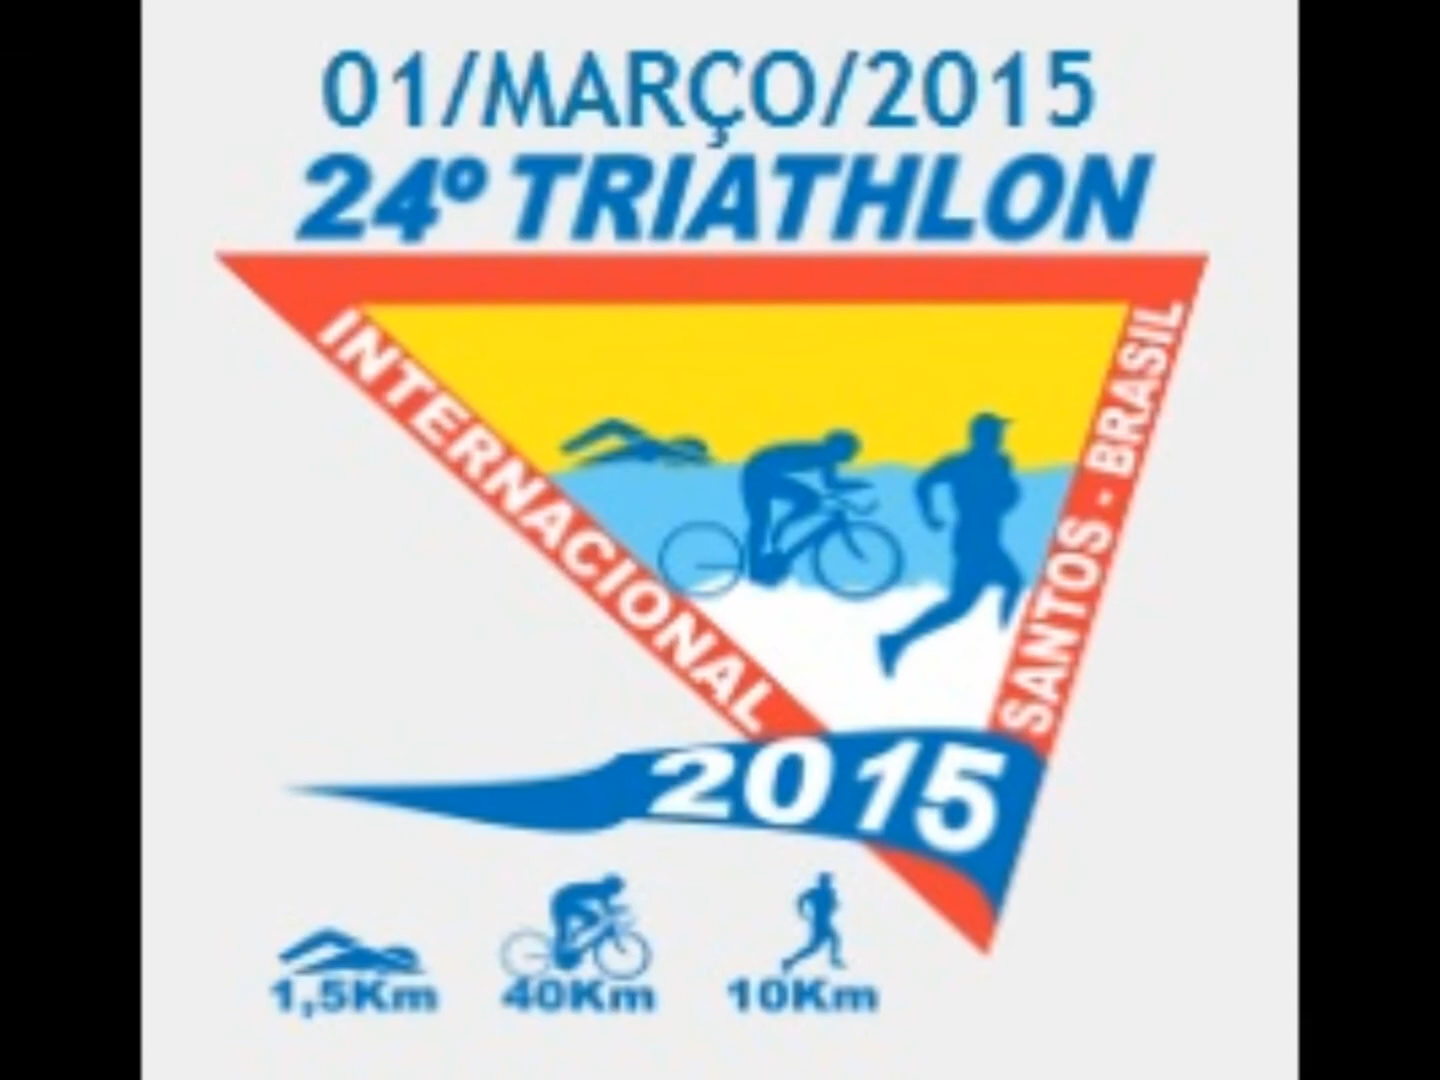 01/MARÇO/2015
24º TRIATHLON
INTERNACIONAL
SANTOS - BRASIL
2015
1,5Km
40Km
10Km